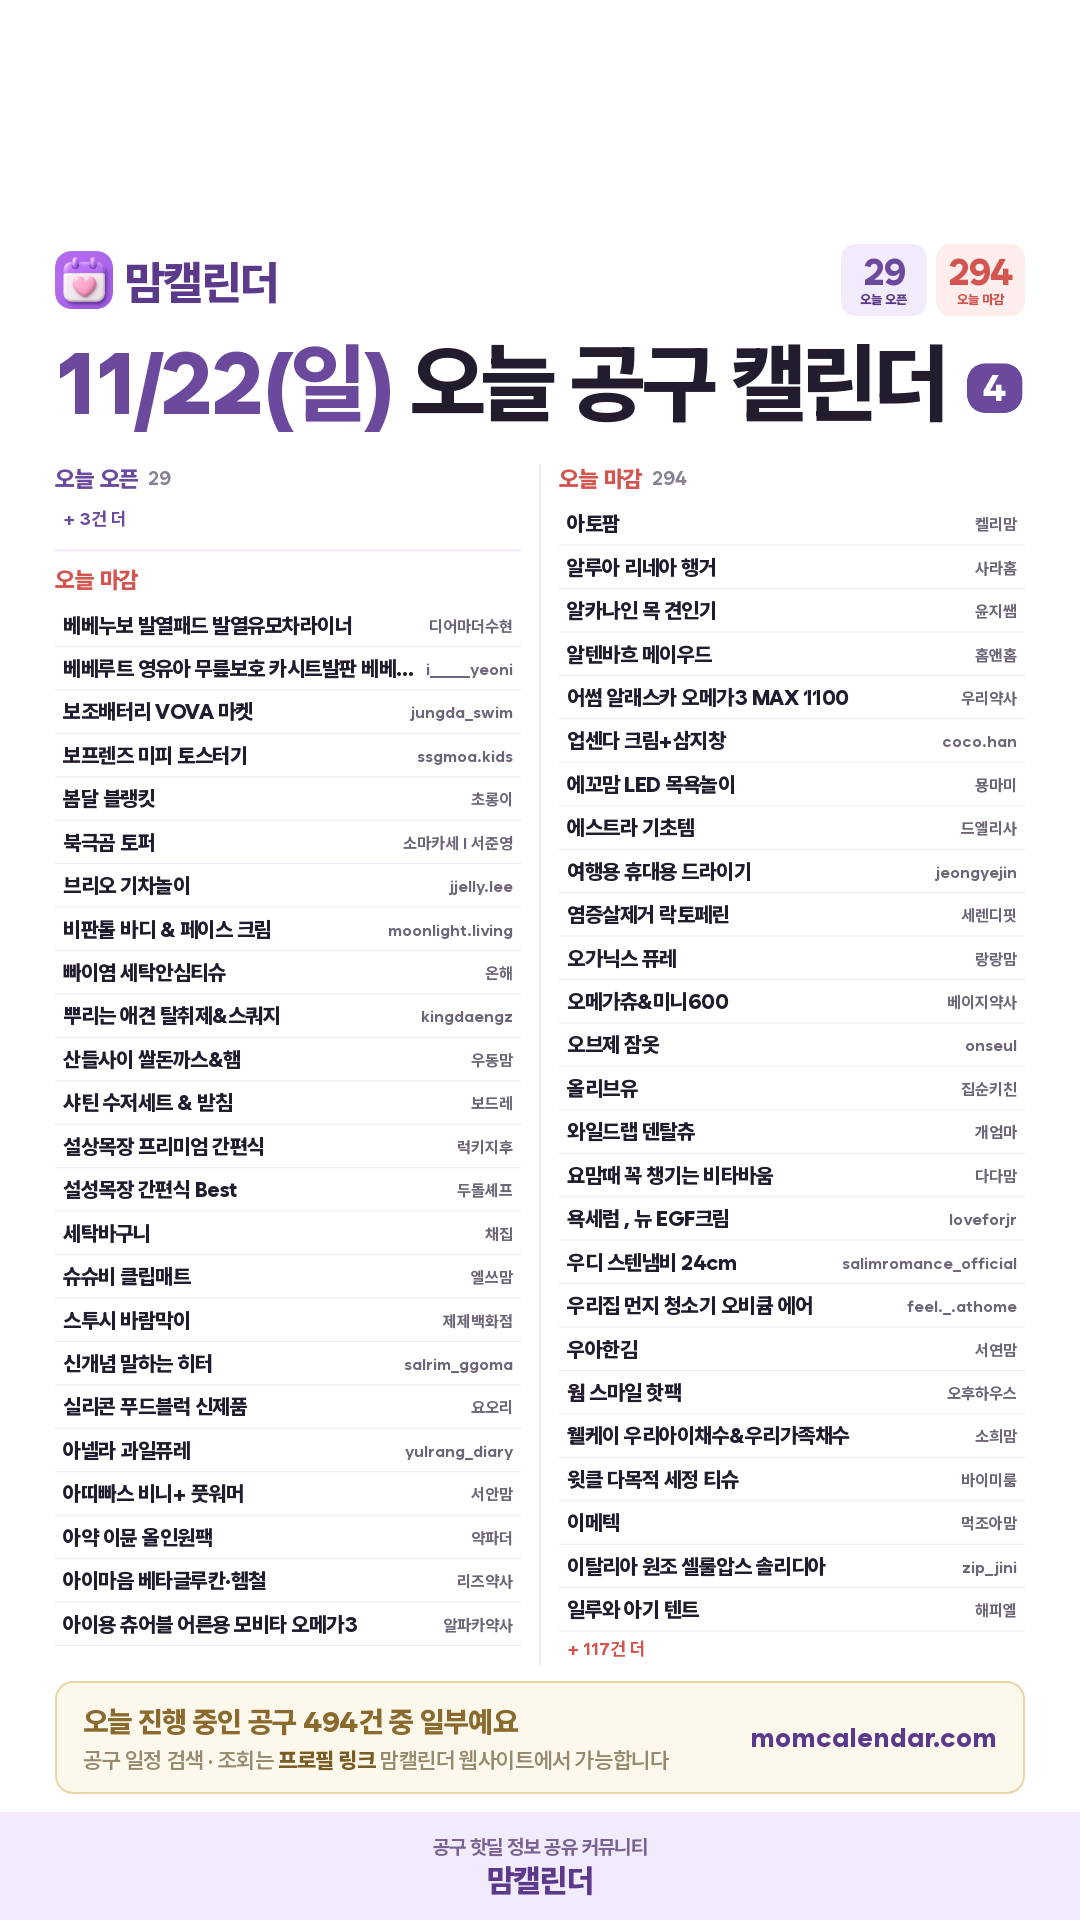 맘캘린더
29
오늘 오픈
294
오늘 마감
11/22(일) 오늘 공구 캘린더 4
오늘 오픈 29
+ 3건 더
오늘 마감
베베누보 발열패드 발열유모차라이너 디어마더수현
베베루트 영유아 무릎보호 카시트발판 베베... i_____yeoni
보조배터리 VOVA 마켓 jungda_swim
보프렌즈 미피 토스터기 ssgmoa.kids
봄달 블랭킷 초롱이
북극곰 토퍼 소마카세 l 서준영
브리오 기차놀이 jjelly.lee
비판톨 바디 & 페이스 크림 moonlight.living
빠이염 세탁안심티슈 온해
뿌리는 애견 탈취제&스쿼지 kingdaengz
산들사이 쌀돈까스&햄 우동맘
샤틴 수저세트 & 받침 보드레
설상목장 프리미엄 간편식 럭키지후
설성목장 간편식 Best 두돌셰프
세탁바구니 채집
슈슈비 클립매트 엘쓰맘
스투시 바람막이 제제백화점
신개념 말하는 히터 salrim_ggoma
실리콘 푸드블럭 신제품 요오리
아넬라 과일퓨레 yulrang_diary
아띠빠스 비니+ 풋워머 서안맘
아약 이뮨 올인원팩 약파더
아이마음 베타글루칸·헴철 리즈약사
아이용 츄어블 어른용 모비타 오메가3 알파카약사
오늘 마감 294
아토팜 켈리맘
알루아 리네아 행거 사라홈
알카나인 목 견인기 윤지쌤
알텐바흐 메이우드 홈앤홈
어썸 알래스카 오메가3 MAX 1100 우리약사
업센다 크림+삼지창 coco.han
에꼬맘 LED 목욕놀이 묭마미
에스트라 기초템 드엘리사
여행용 휴대용 드라이기 jeongyejin
염증살제거 락토페린 세렌디핏
오가닉스 퓨레 랑랑맘
오메가츄&미니600 베이지약사
오브제 잠옷 onseul
올리브유 집순키친
와일드랩 덴탈츄 개엄마
요맘때 꼭 챙기는 비타바움 다다맘
욕세럼 , 뉴 EGF크림 loveforjr
우디 스텐냄비 24cm salimromance_official
우리집 먼지 청소기 오비큠 에어 feel._.athome
우아한김 서연맘
웜 스마일 핫팩 오후하우스
웰케이 우리아이채수&우리가족채수 소희맘
윗클 다목적 세정 티슈 바이미룸
이메텍 먹조아맘
이탈리아 원조 셀룰압스 솔리디아 zip_jini
일루와 아기 텐트 해피엘
+ 117건 더
오늘 진행 중인 공구 494건 중 일부예요
공구 일정 검색 · 조회는 프로필 링크 맘캘린더 웹사이트에서 가능합니다
momcalendar.com
공구 핫딜 정보 공유 커뮤니티
맘캘린더